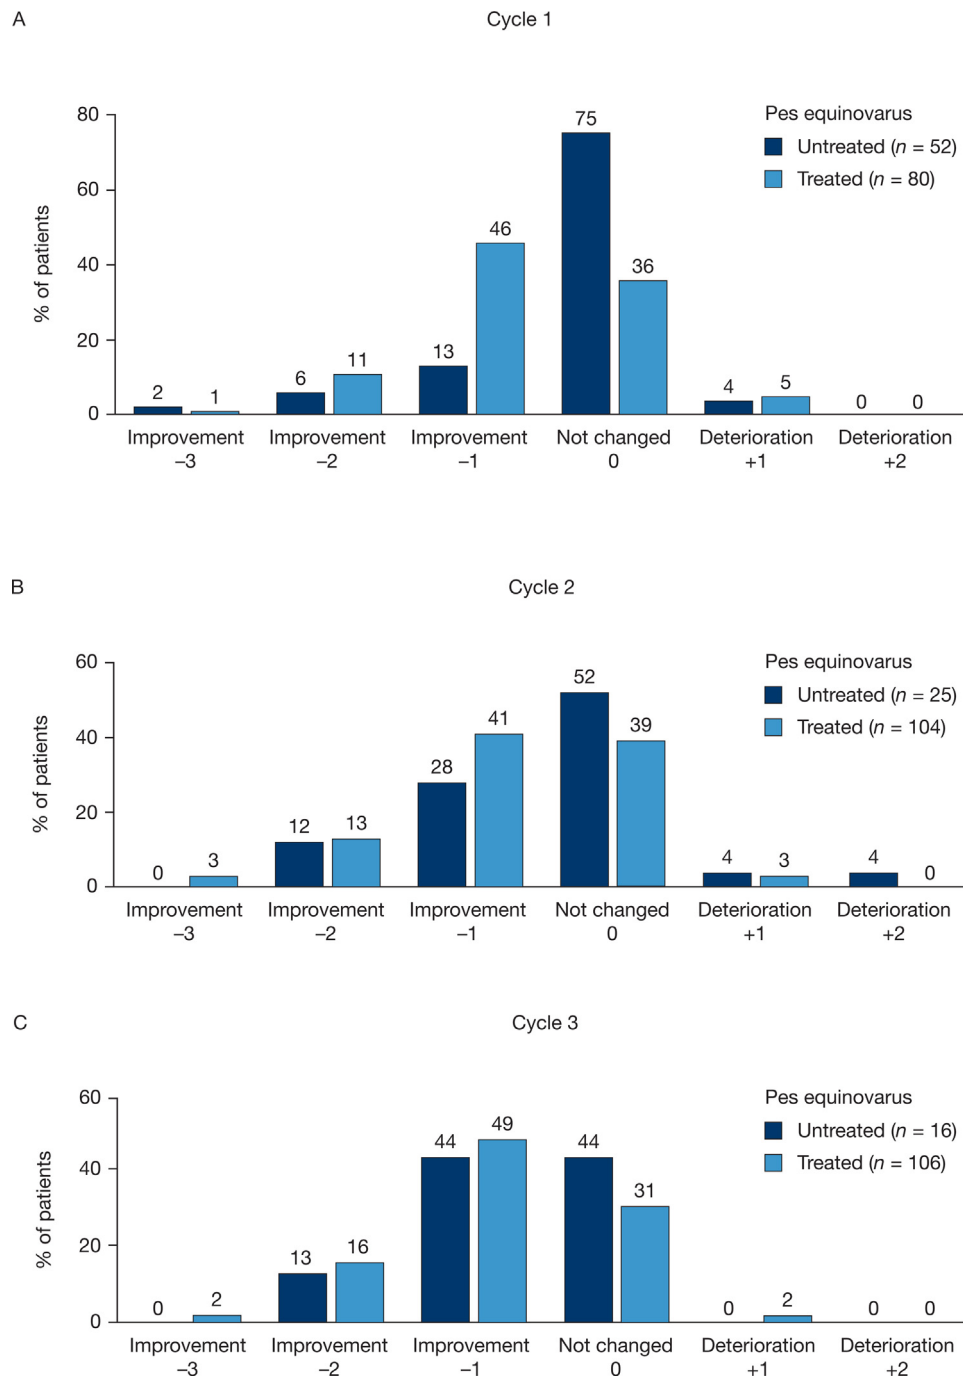 A
Cycle 1
80
60
40
20
0
% of patients
Pes equinovarus
Untreated (n = 52)
Treated (n = 80)
2 1 6 11 13 46 75 36 4 5 0 0
Improvement Improvement Improvement Not changed Deterioration Deterioration
–3 –2 –1 0 +1 +2
B
Cycle 2
60
40
20
0
% of patients
Pes equinovarus
Untreated (n = 25)
Treated (n = 104)
0 3 12 13 28 41 52 39 4 3 4 0
Improvement Improvement Improvement Not changed Deterioration Deterioration
–3 –2 –1 0 +1 +2
C
Cycle 3
60
40
20
0
% of patients
Pes equinovarus
Untreated (n = 16)
Treated (n = 106)
0 2 13 16 44 49 44 31 0 2 0 0
Improvement Improvement Improvement Not changed Deterioration Deterioration
–3 –2 –1 0 +1 +2